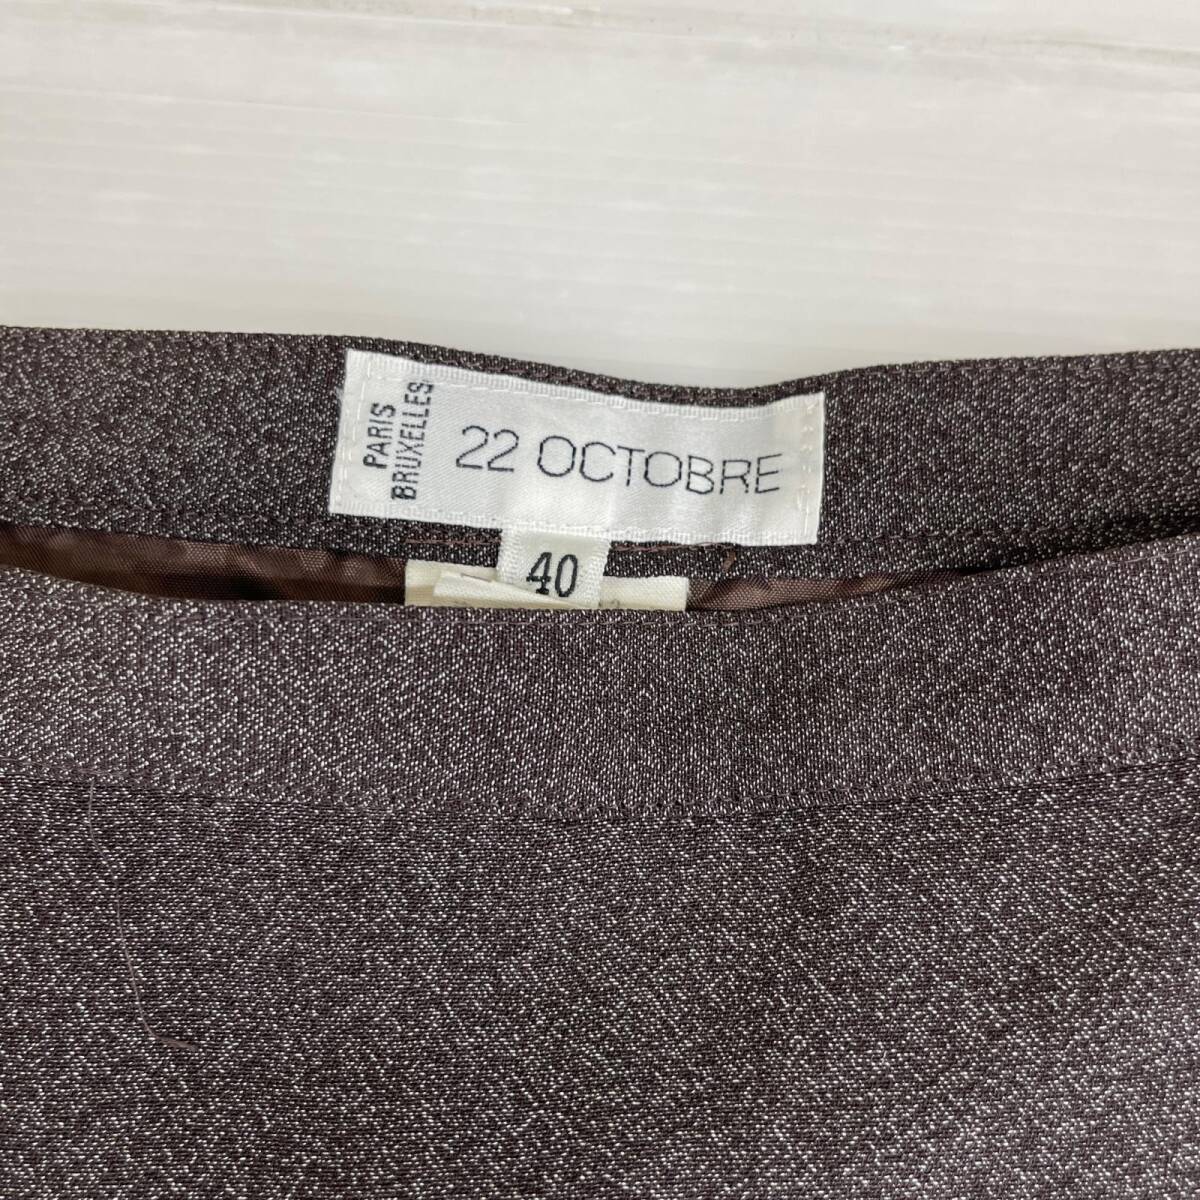 PARIS
BRUXELLES
22 OCTOBRE
40